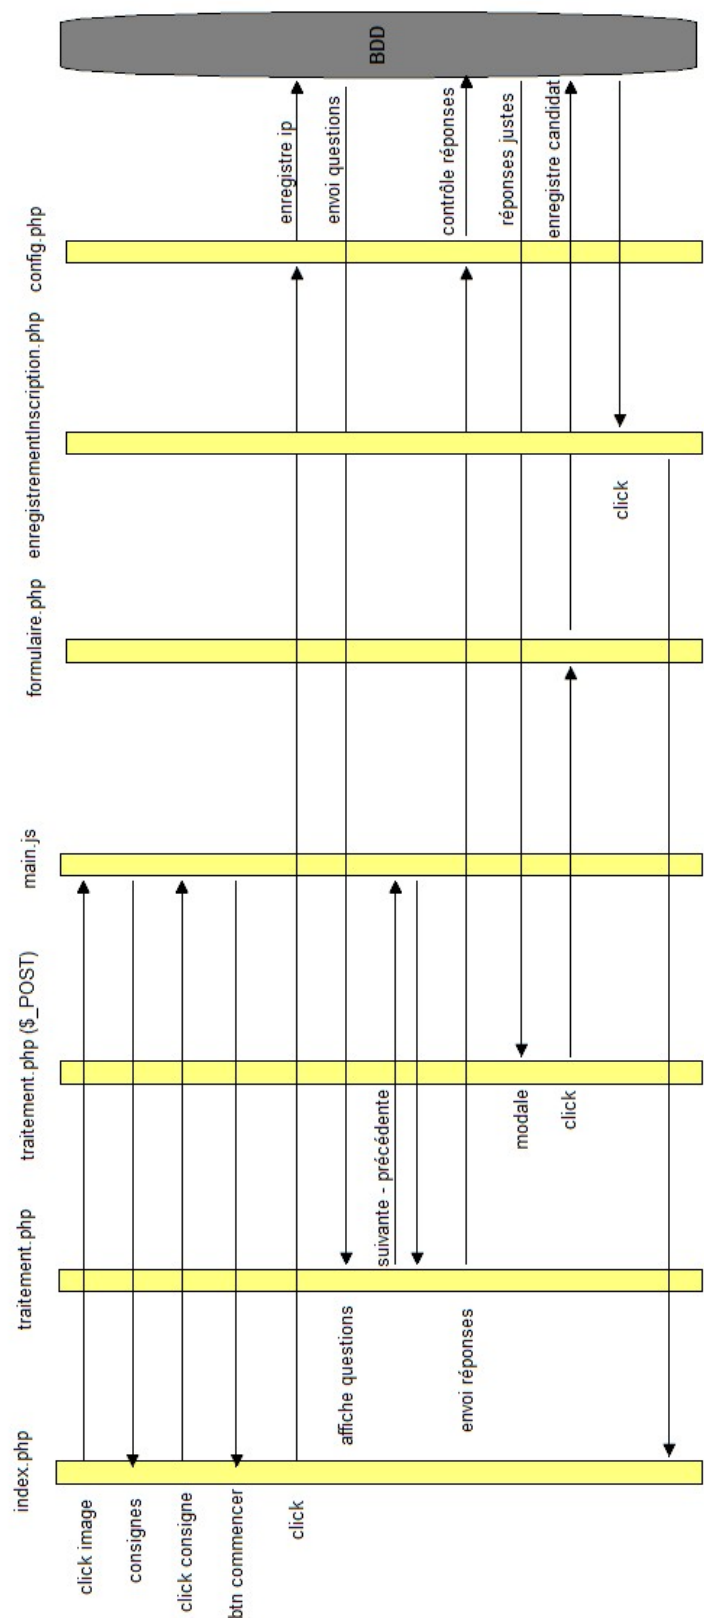 index.php
traitement.php
traitement.php ($_POST)
main.js
formulaire.php
enregistrementInscription.php
config.php
BDD
click image
consignes
click consigne
btn commencer
click
enregistre ip
envoi questions
affiche questions
suivante - précédente
envoi réponses
contrôle réponses
réponses justes
modale
click
enregistre candidat
click